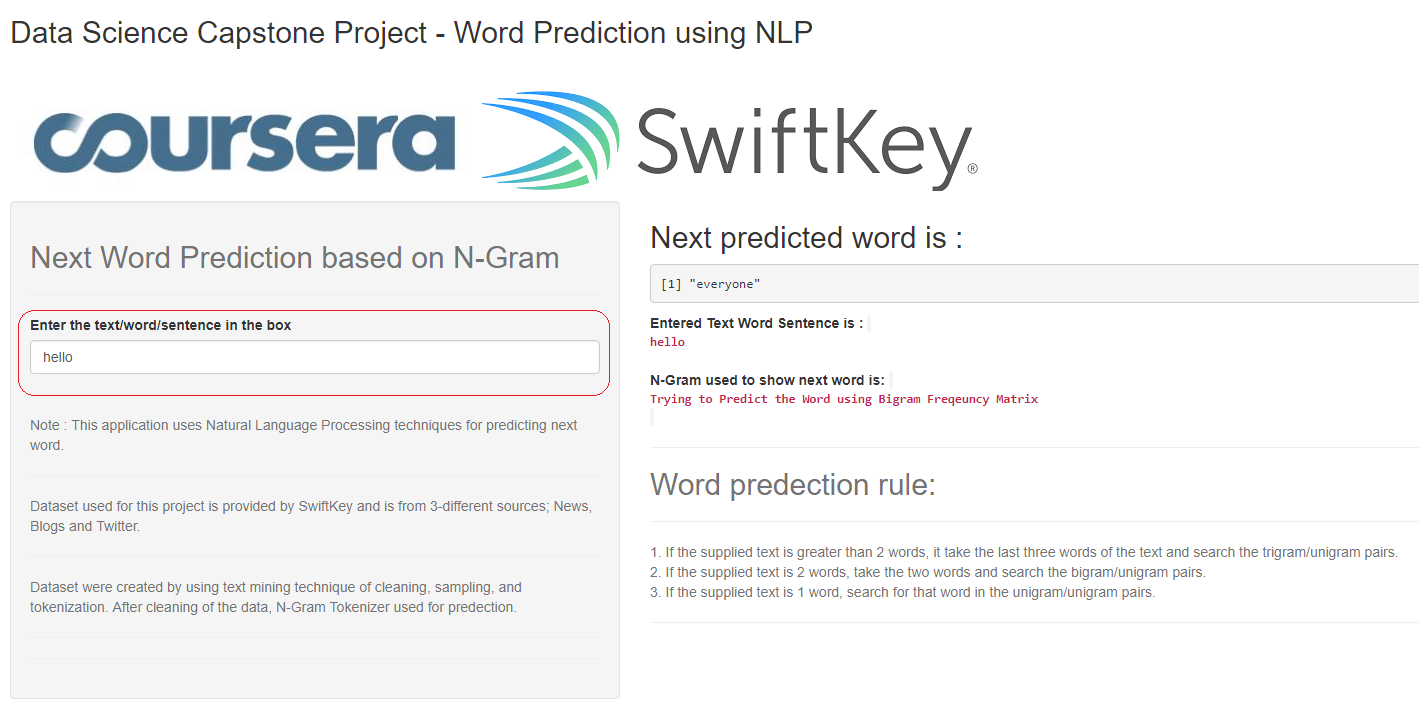 Data Science Capstone Project - Word Prediction using NLP
coursera
SwiftKey®
Next Word Prediction based on N-Gram
Enter the text/word/sentence in the box
hello
Note : This application uses Natural Language Processing techniques for predicting next
word.
Dataset used for this project is provided by SwiftKey and is from 3-different sources; News,
Blogs and Twitter.
Dataset were created by using text mining technique of cleaning, sampling, and
tokenization. After cleaning of the data, N-Gram Tokenizer used for predection.
Next predicted word is :
[1] "everyone"
Entered Text Word Sentence is :
hello
N-Gram used to show next word is:
Trying to Predict the Word using Bigram Freqeuncy Matrix
Word predection rule:
1. If the supplied text is greater than 2 words, it take the last three words of the text and search the trigram/unigram pairs.
2. If the supplied text is 2 words, take the two words and search the bigram/unigram pairs.
3. If the supplied text is 1 word, search for that word in the unigram/unigram pairs.